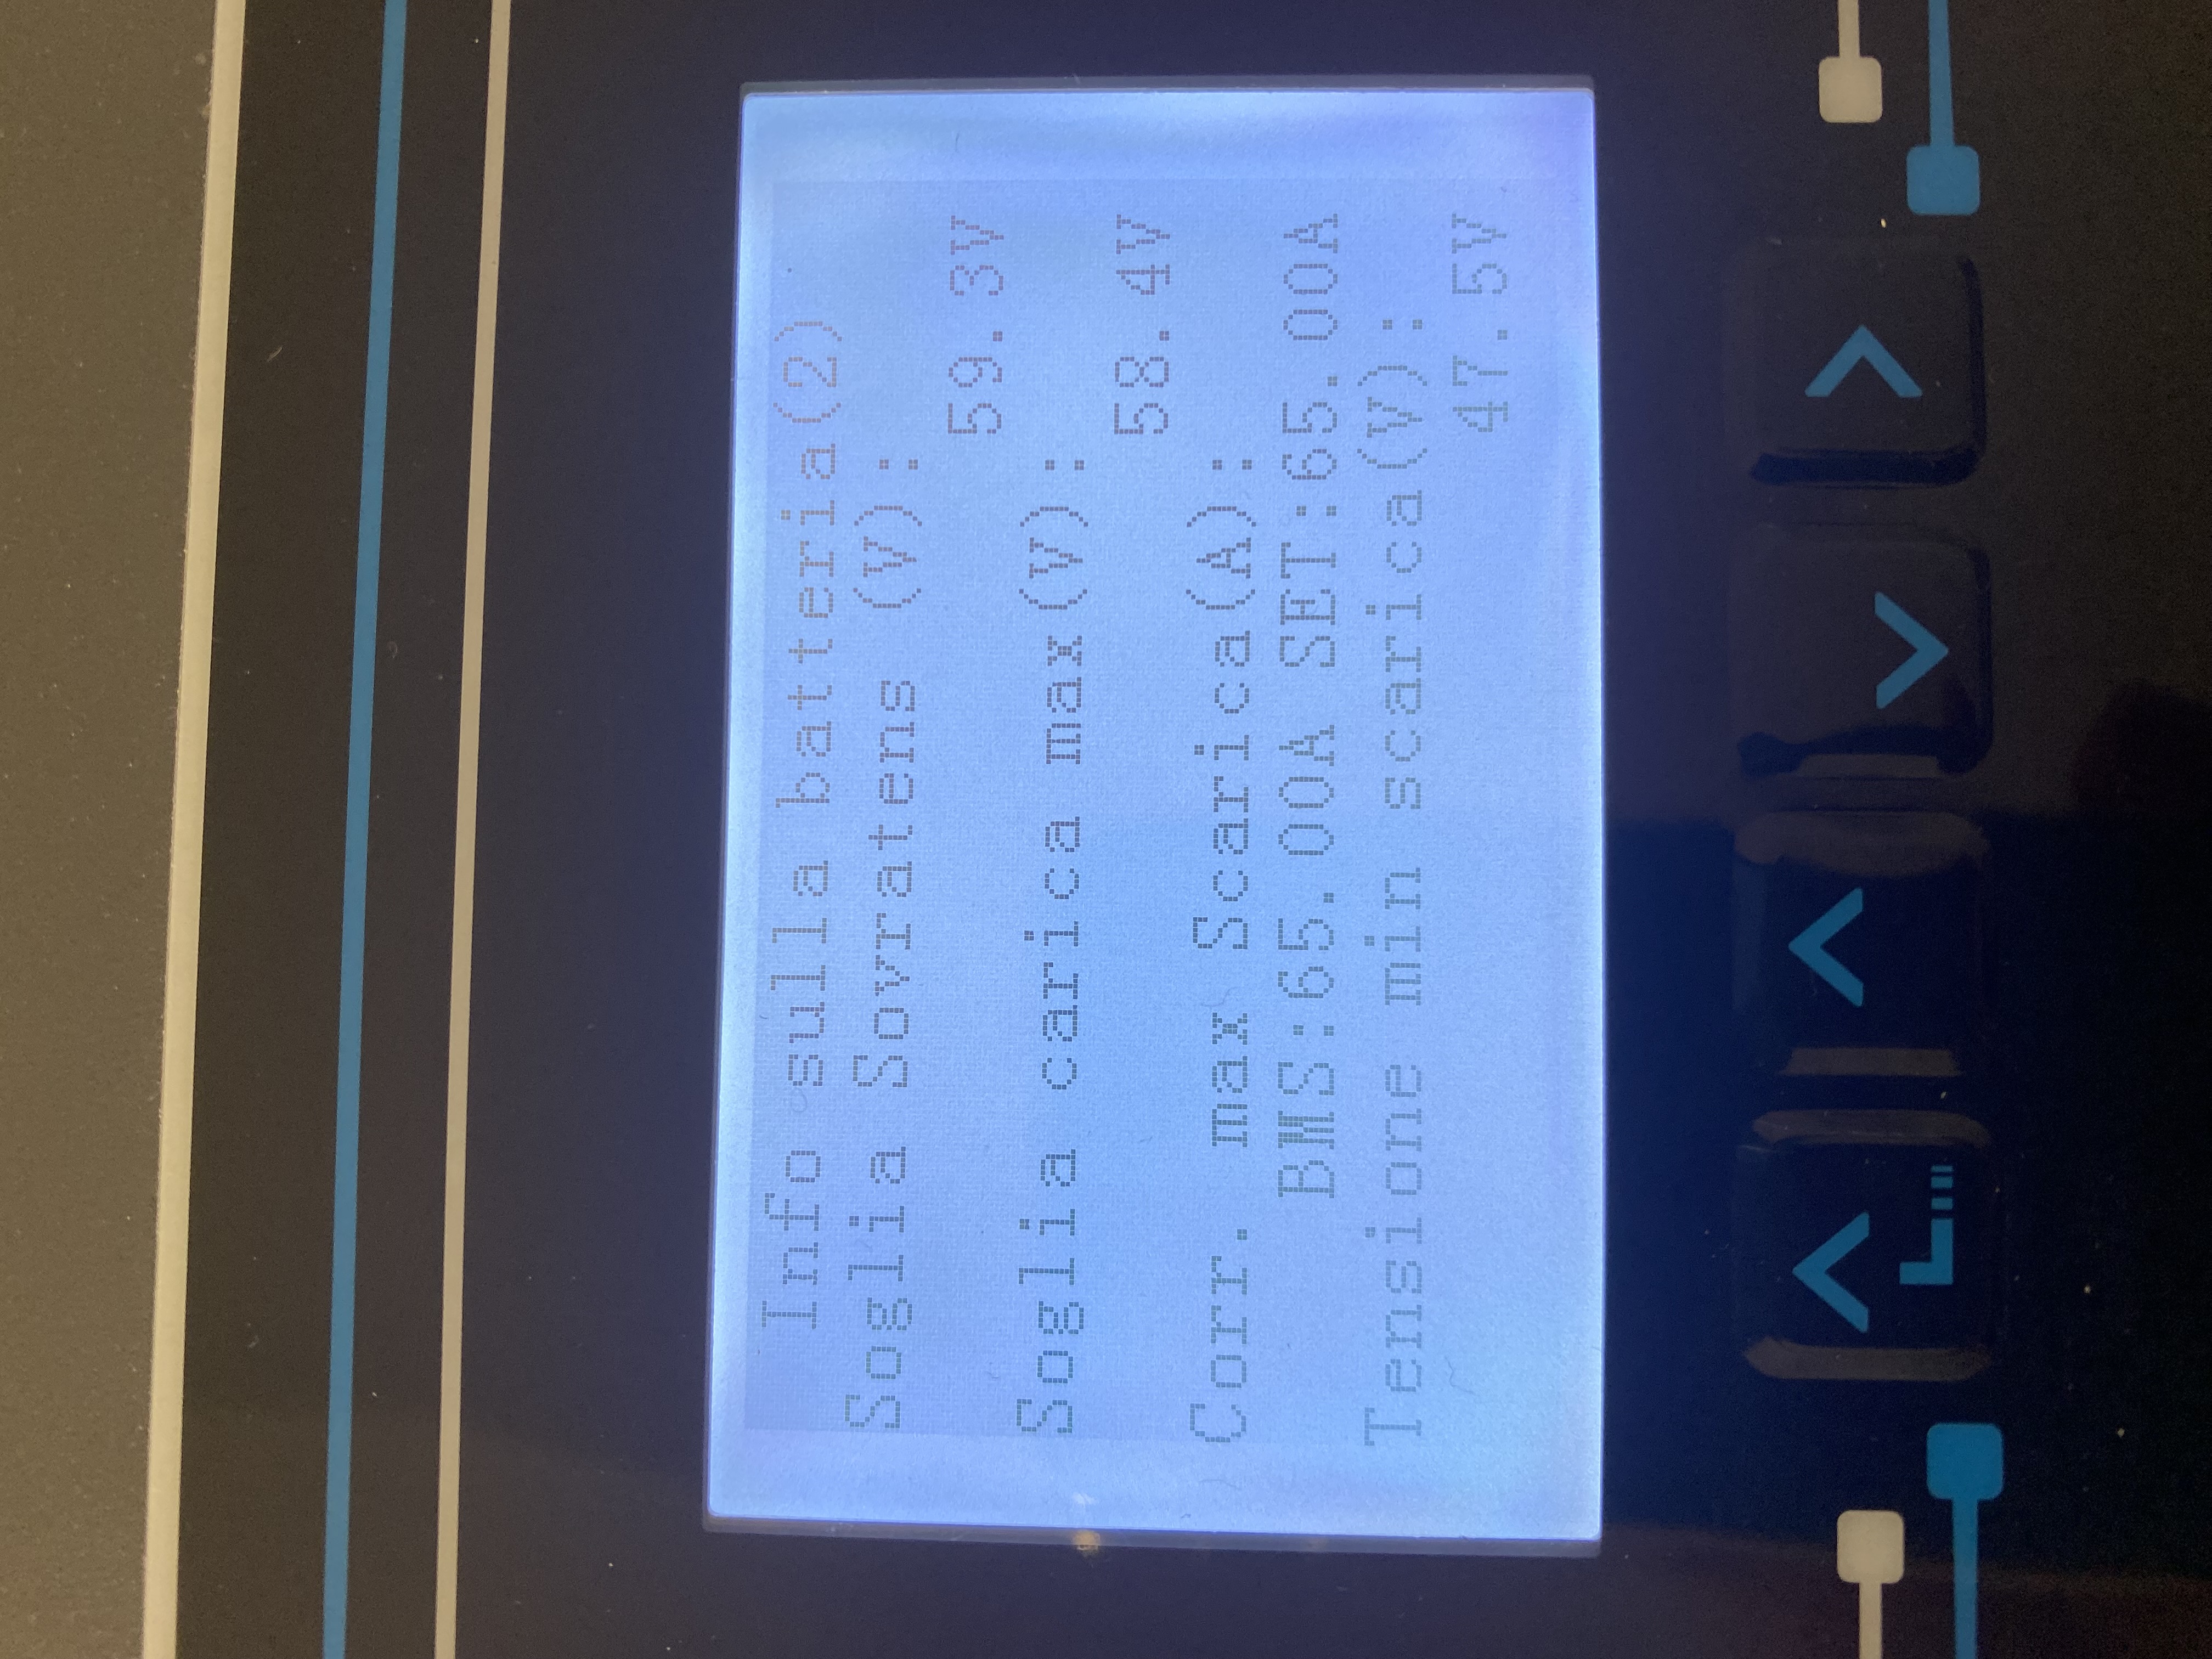 Info sulla batteria(2)
Soglia Sovratens (V):
59.3V
Soglia carica max(V):
58.4V
Corr. max Scarica(A):
BMS:65.00A SET:65.00A
Tensione min scarica(V):
47.5V